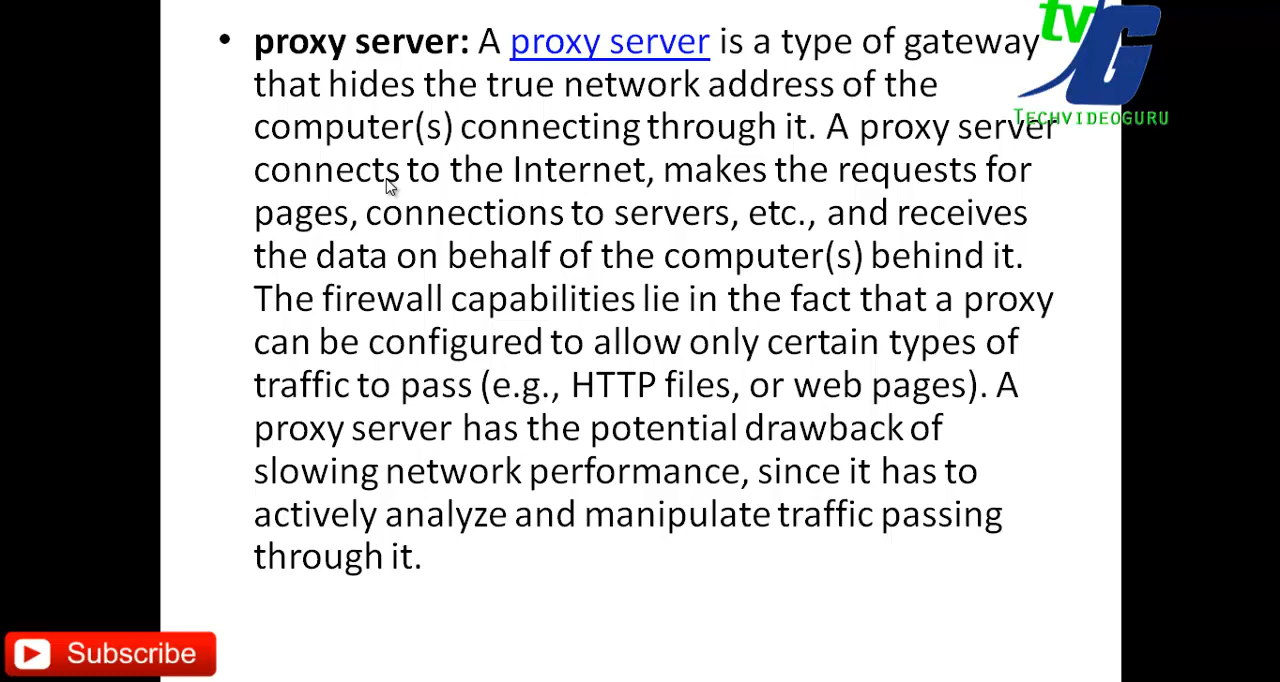 • proxy server: A proxy server is a type of gateway
that hides the true network address of the
computer(s) connecting through it. A proxy server
connects to the Internet, makes the requests for
pages, connections to servers, etc., and receives
the data on behalf of the computer(s) behind it.
The firewall capabilities lie in the fact that a proxy
can be configured to allow only certain types of
traffic to pass (e.g., HTTP files, or web pages). A
proxy server has the potential drawback of
slowing network performance, since it has to
actively analyze and manipulate traffic passing
through it.
tv
G
TECHVIDEOGURU
Subscribe